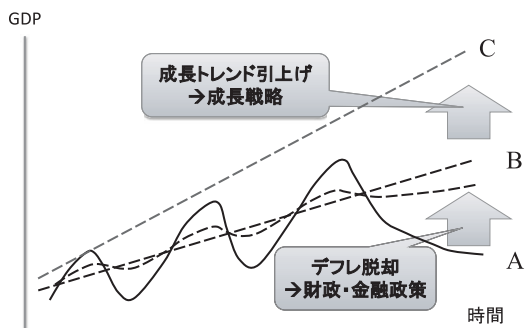 GDP
C
成長トレンド引上げ
→成長戦略
B
A
デフレ脱却
→財政・金融政策
時間